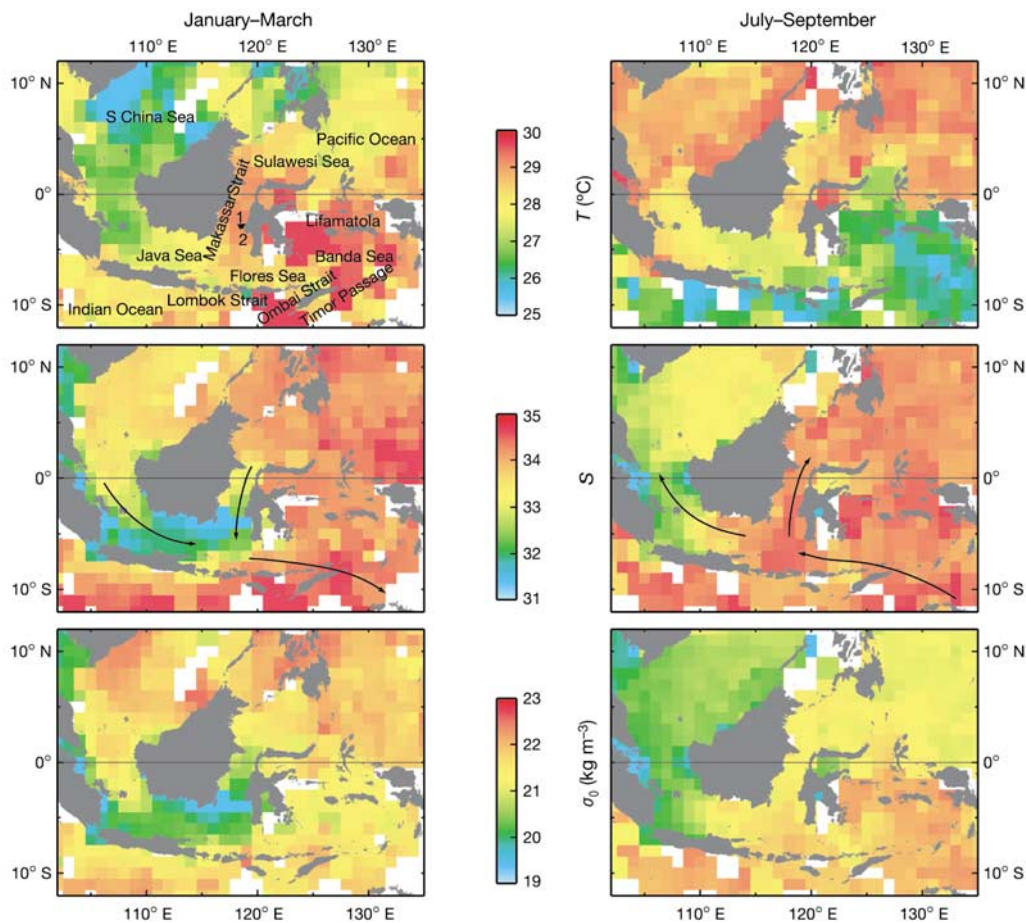 January–March
July–September
110° E 120° E 130° E
110° E 120° E 130° E
10° N
0°
10° S
S China Sea
Pacific Ocean
Sulawesi Sea
Makassar Strait
1
2
Lifamatola
Java Sea
Banda Sea
Flores Sea
Lombok Strait
Ombai Strait
Timor Passage
Indian Ocean
30
29
28
27
26
25
T (°C)
10° N
0°
10° S
10° N
0°
10° S
35
34
33
32
31
S
10° N
0°
10° S
10° N
0°
10° S
23
22
21
20
19
σ₀ (kg m⁻³)
10° N
0°
10° S
110° E 120° E 130° E
110° E 120° E 130° E